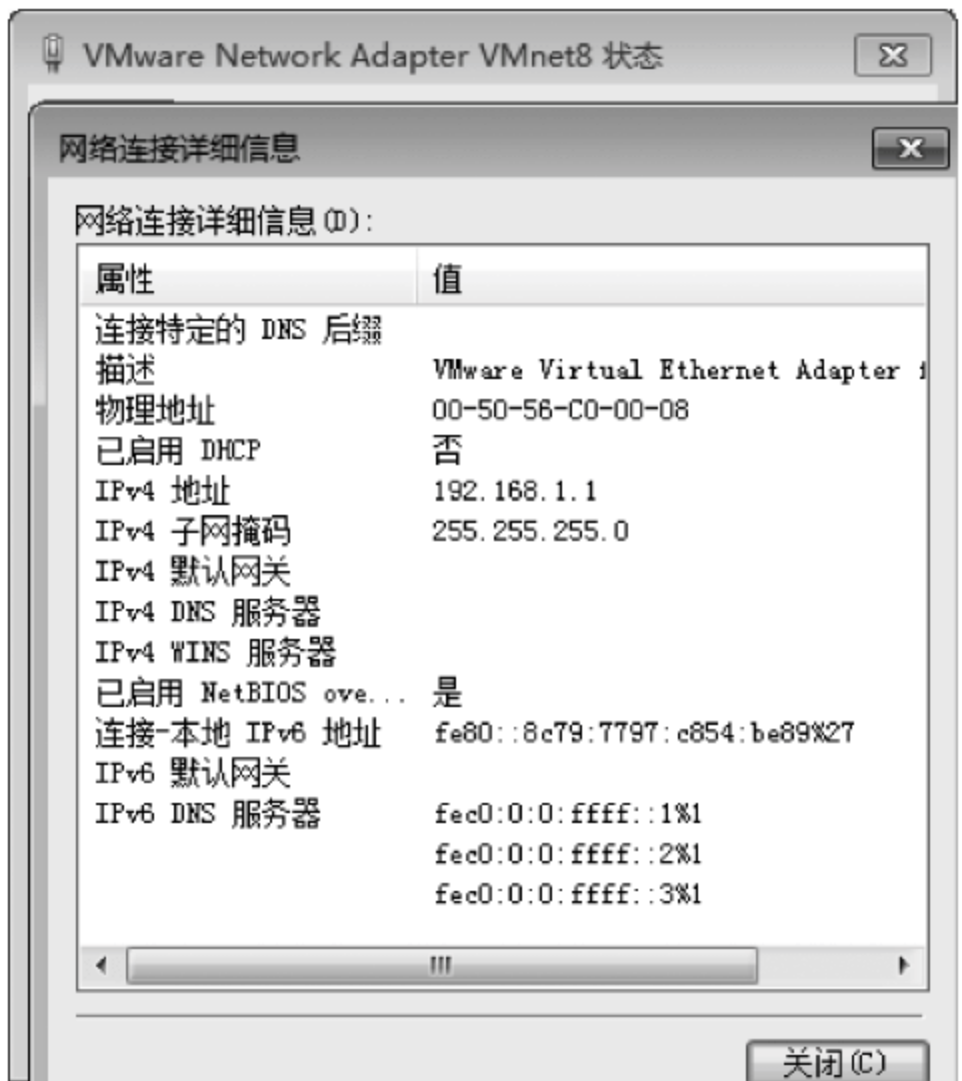 VMware Network Adapter VMnet8 状态
网络连接详细信息
网络连接详细信息(D):
属性 值
连接特定的 DNS 后缀
描述 VMware Virtual Ethernet Adapter f
物理地址 00-50-56-C0-00-08
已启用 DHCP 否
IPv4 地址 192.168.1.1
IPv4 子网掩码 255.255.255.0
IPv4 默认网关
IPv4 DNS 服务器
IPv4 WINS 服务器
已启用 NetBIOS ove... 是
连接-本地 IPv6 地址 fe80::8c79:7797:c854:be89%27
IPv6 默认网关
IPv6 DNS 服务器 fec0:0:0:ffff::1%1
fec0:0:0:ffff::2%1
fec0:0:0:ffff::3%1
关闭(C)